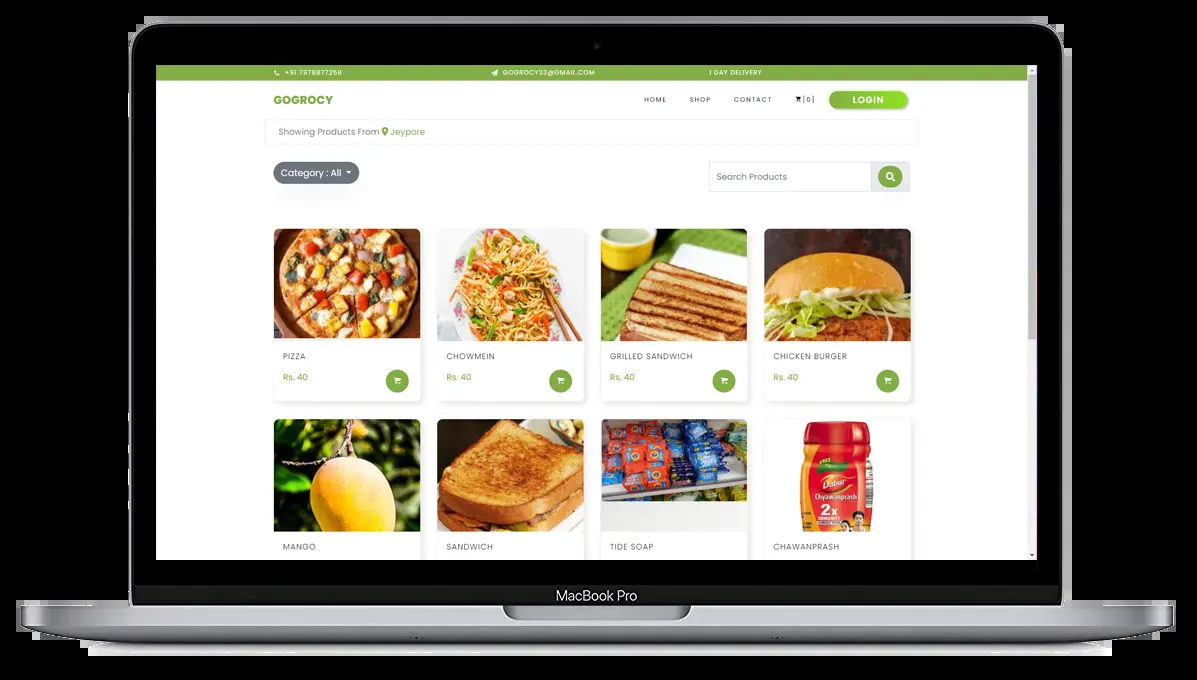 +91 7978877258 GOGROCY33@GMAIL.COM 1 DAY DELIVERY
GOGROCY HOME SHOP CONTACT [0] LOGIN
Showing Products From Jeypore
Category : All Search Products
PIZZA CHOWMEIN GRILLED SANDWICH CHICKEN BURGER
Rs. 40 Rs. 40 Rs. 40 Rs. 40
FREE
Dabur
Chyawanprash
2x
IMMUNITY
MANGO SANDWICH TIDE SOAP CHAWANPRASH
MacBook Pro